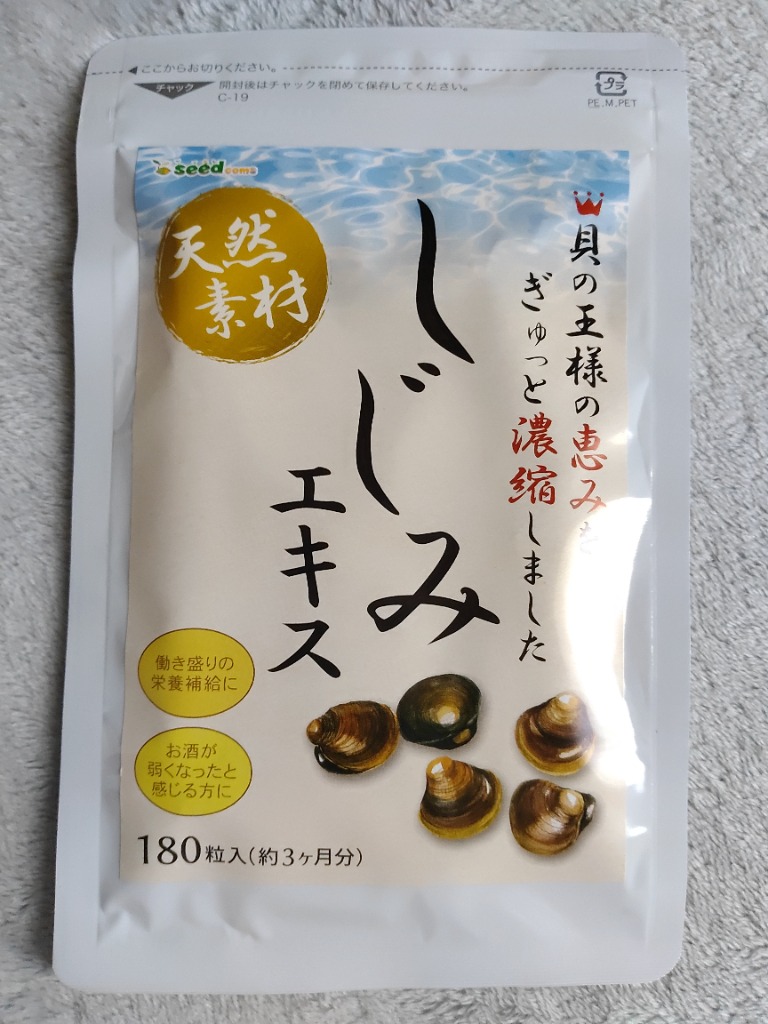 ここからお切りください。
チャック
開封後はチャックを閉めて保存してください。
C-19
プラ
PE,M,PET
seedcoms
天然
素材
貝の王様の恵みを
ぎゅっと濃縮しました
しじみ
エキス
働き盛りの
栄養補給に
お酒が
弱くなったと
感じる方に
180粒入(約3ヶ月分)